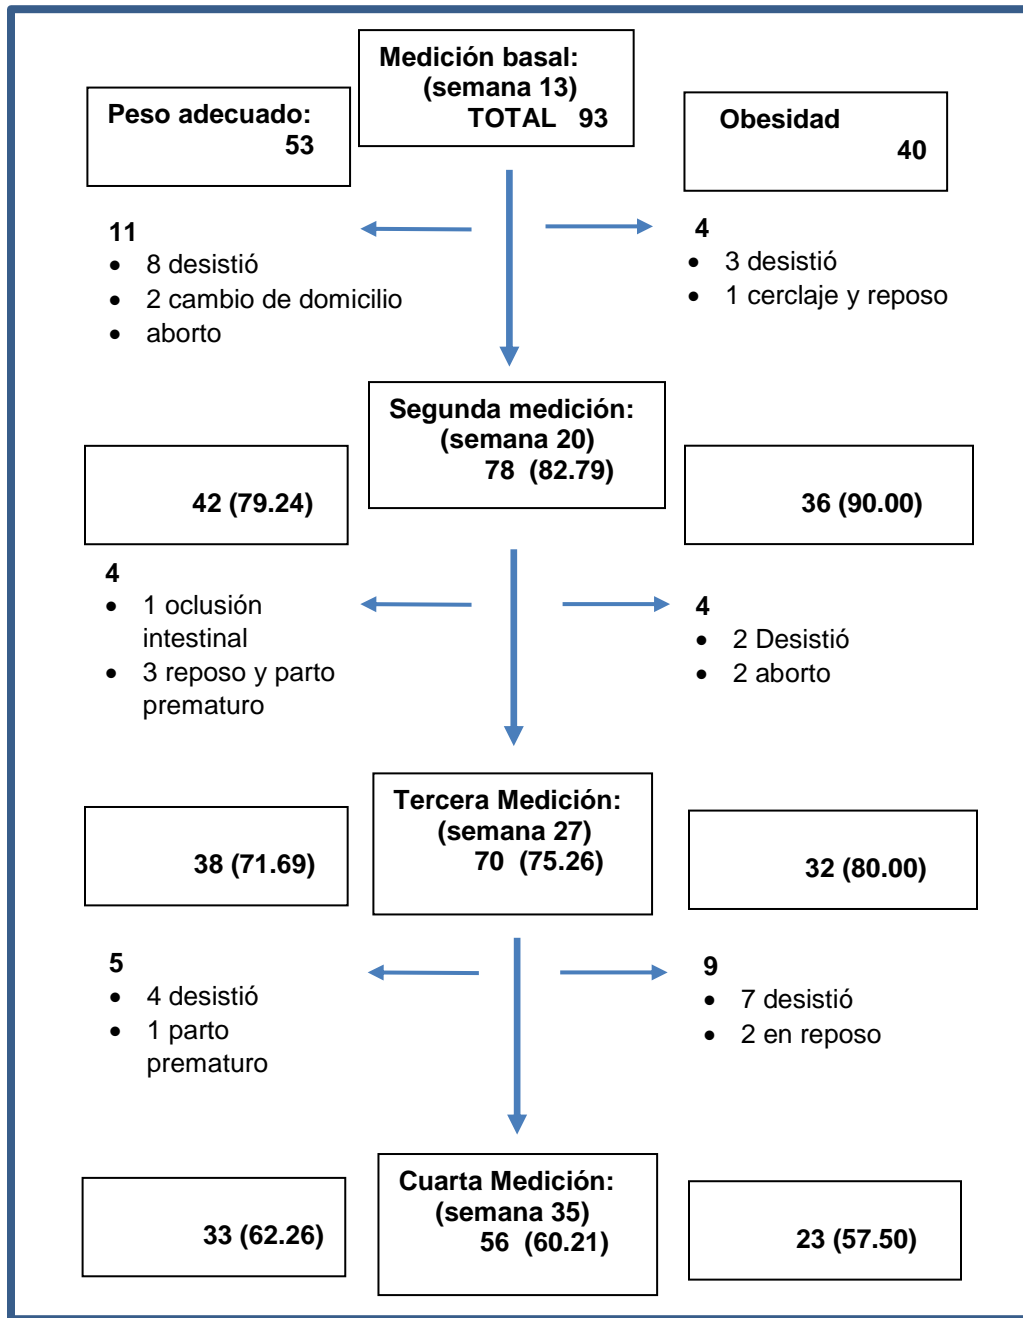 Medición basal:
(semana 13)
TOTAL 93
Peso adecuado:
53
Obesidad
40
11
• 8 desistió
• 2 cambio de domicilio
• aborto
4
• 3 desistió
• 1 cerclaje y reposo
Segunda medición:
(semana 20)
78 (82.79)
42 (79.24)
36 (90.00)
4
• 1 oclusión
intestinal
• 3 reposo y parto
prematuro
4
• 2 Desistió
• 2 aborto
Tercera Medición:
(semana 27)
70 (75.26)
38 (71.69)
32 (80.00)
5
• 4 desistió
• 1 parto
prematuro
9
• 7 desistió
• 2 en reposo
Cuarta Medición:
(semana 35)
56 (60.21)
33 (62.26)
23 (57.50)